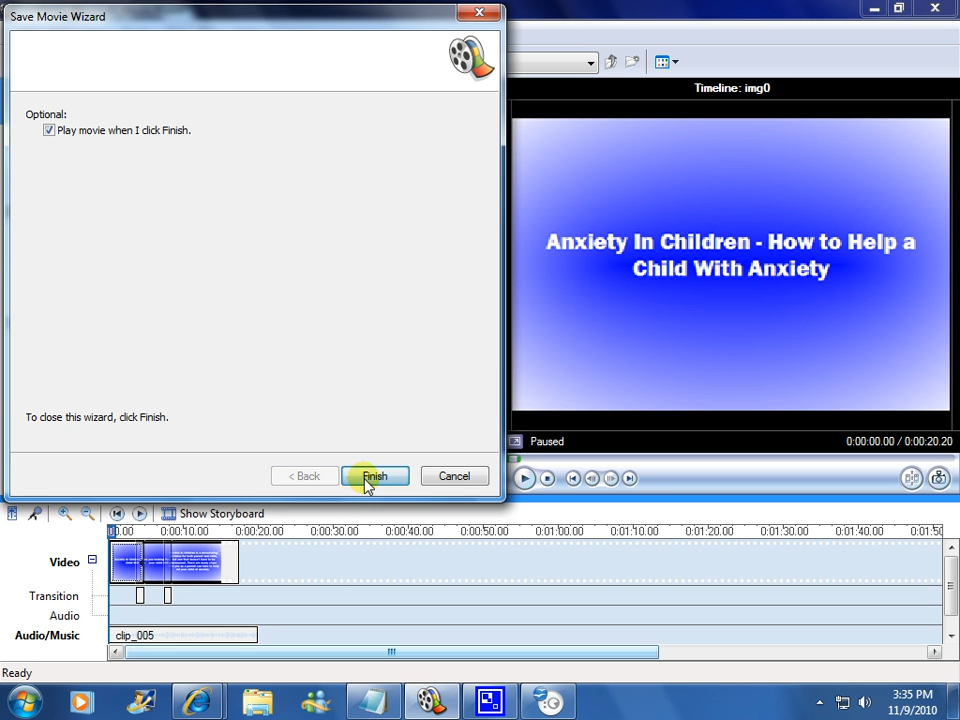 Save Movie Wizard
Optional:
Play movie when I click Finish.
To close this wizard, click Finish.
< Back
Finish
Cancel
Timeline: img0
Anxiety In Children - How to Help a
Child With Anxiety
Paused
0:00:00.00 / 0:00:20.20
Show Storyboard
0:00:10.00
0:00:20.00
0:00:30.00
0:00:40.00
0:00:50.00
0:01:00.00
0:01:10.00
0:01:20.00
0:01:30.00
0:01:40.00
Video
Transition
Audio
Audio/Music
clip_005
Ready
3:35 PM
11/9/2010